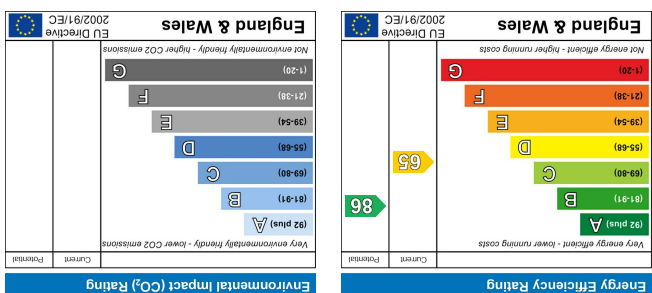 Energy Efficiency Rating
Current
Potential
Very energy efficient - lower running costs
(92 plus) A
(81-91) B
(69-80) C
(55-68) D
(39-54) E
(21-38) F
(1-20) G
65
86
Not energy efficient - higher running costs
England & Wales
EU Directive
2002/91/EC
Environmental Impact (CO2) Rating
Current
Potential
Very environmentally friendly - lower CO2 emissions
(92 plus) A
(81-91) B
(69-80) C
(55-68) D
(39-54) E
(21-38) F
(1-20) G
Not environmentally friendly - higher CO2 emissions
England & Wales
EU Directive
2002/91/EC